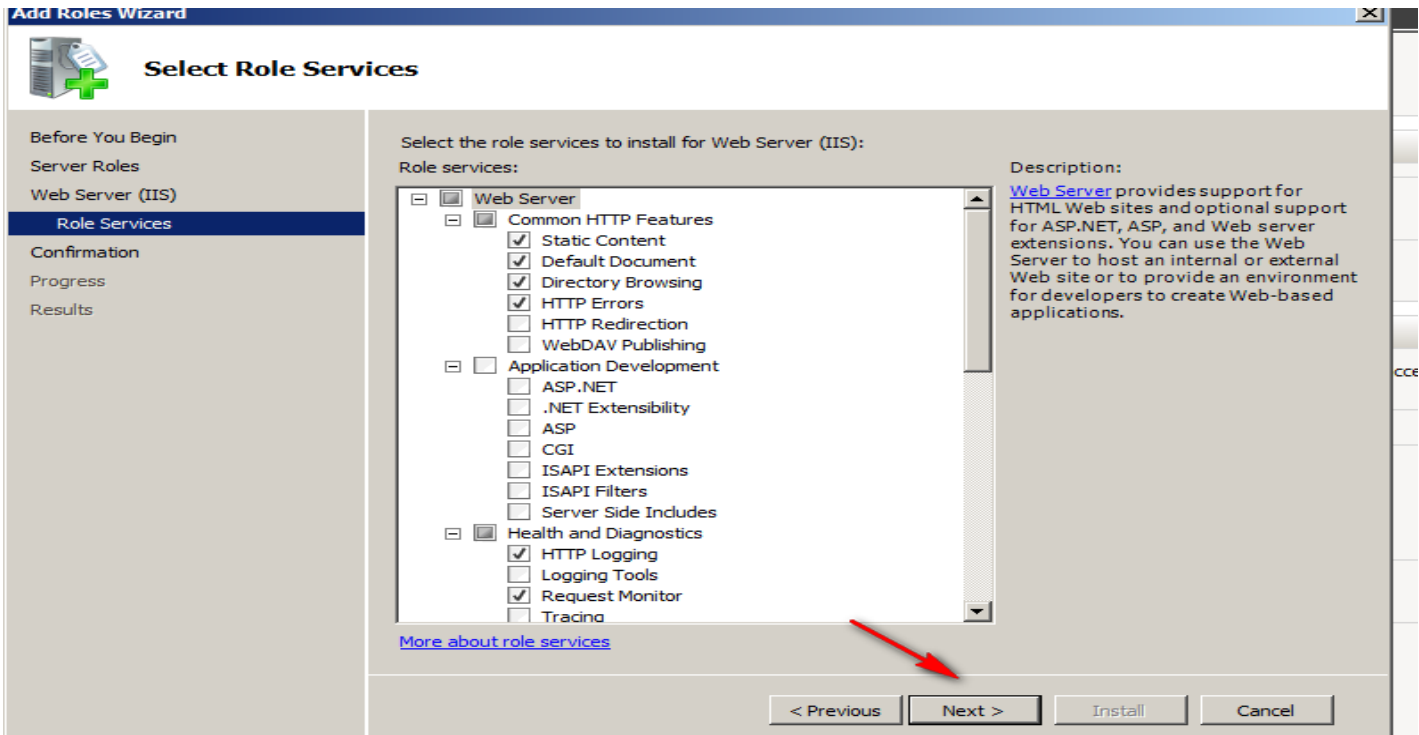 Add Roles Wizard
Select Role Services
Before You Begin
Server Roles
Web Server (IIS)
Role Services
Confirmation
Progress
Results
Select the role services to install for Web Server (IIS):
Role services:
Web Server
Common HTTP Features
Static Content
Default Document
Directory Browsing
HTTP Errors
HTTP Redirection
WebDAV Publishing
Application Development
ASP.NET
.NET Extensibility
ASP
CGI
ISAPI Extensions
ISAPI Filters
Server Side Includes
Health and Diagnostics
HTTP Logging
Logging Tools
Request Monitor
Tracing
More about role services
Description:
Web Server provides support for
HTML Web sites and optional support
for ASP.NET, ASP, and Web server
extensions. You can use the Web
Server to host an internal or external
Web site or to provide an environment
for developers to create Web-based
applications.
cce
< Previous
Next >
Install
Cancel